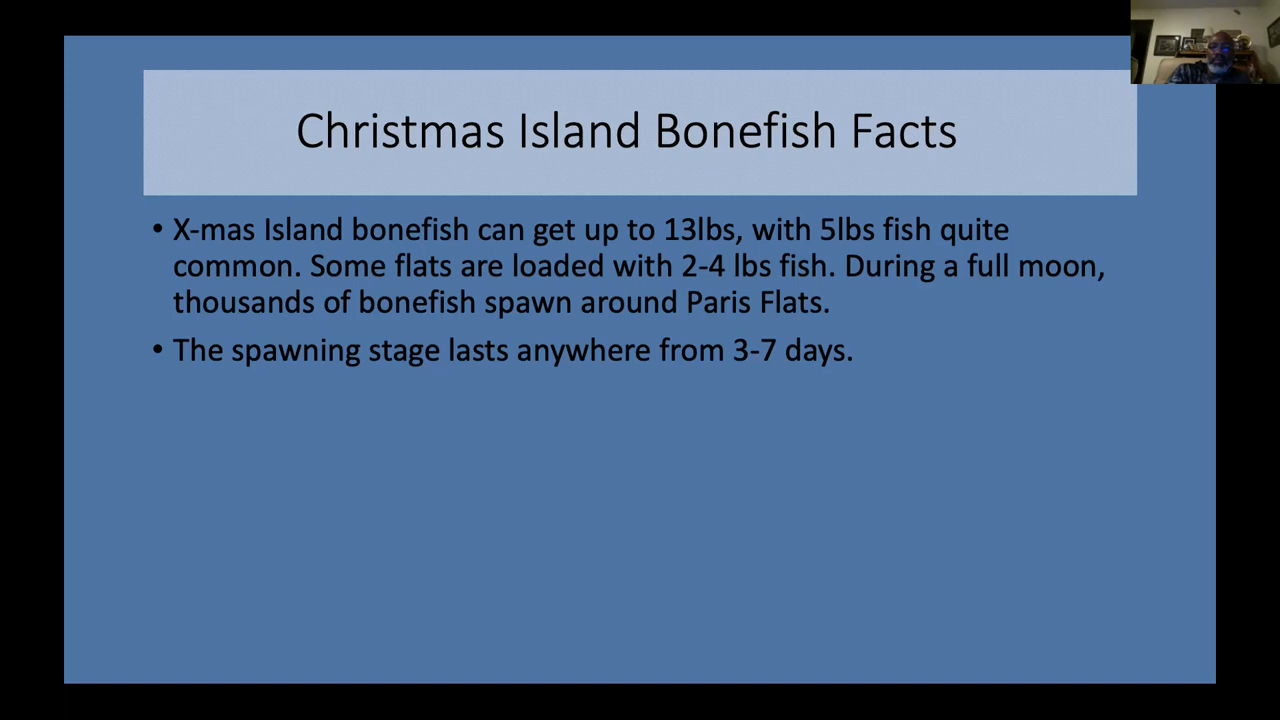 Christmas Island Bonefish Facts
• X-mas Island bonefish can get up to 13lbs, with 5lbs fish quite
common. Some flats are loaded with 2-4 lbs fish. During a full moon,
thousands of bonefish spawn around Paris Flats.
• The spawning stage lasts anywhere from 3-7 days.